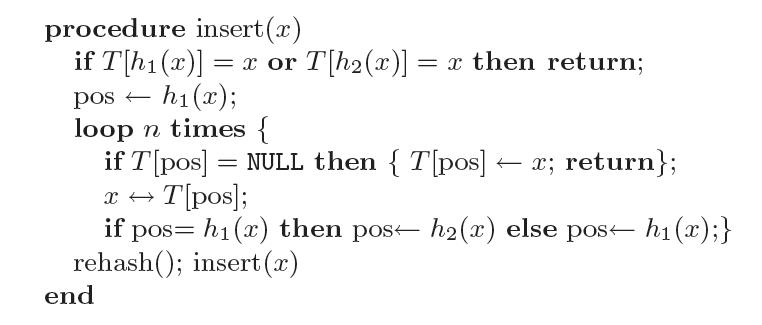 procedure insert(x)
if T[h₁(x)] = x or T[h₂(x)] = x then return;
pos ← h₁(x);
loop n times {
if T[pos] = NULL then { T[pos] ← x; return};
x ↔ T[pos];
if pos= h₁(x) then pos← h₂(x) else pos← h₁(x);}
rehash(); insert(x)
end